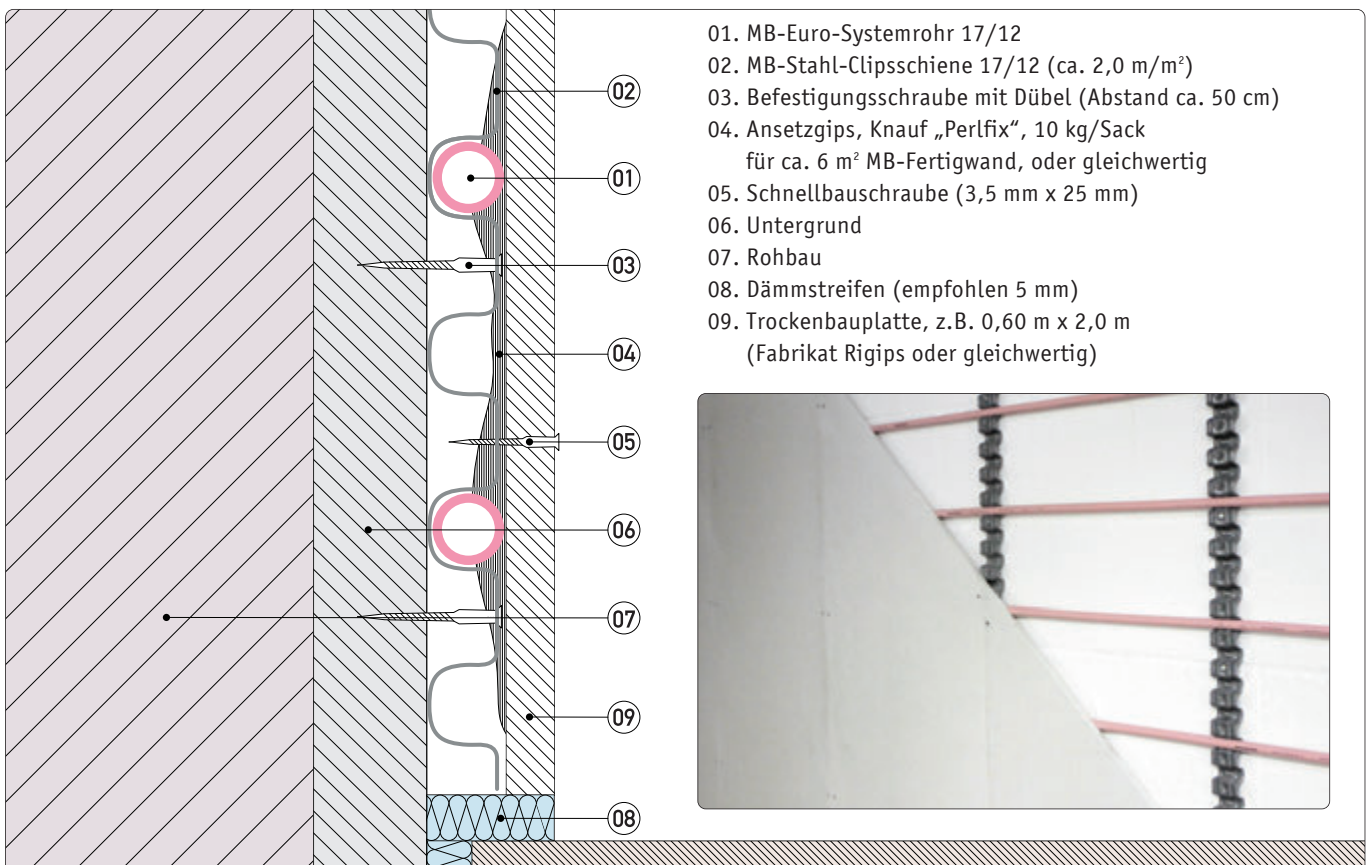 01. MB-Euro-Systemrohr 17/12
02. MB-Stahl-Clipsschiene 17/12 (ca. 2,0 m/m²)
03. Befestigungsschraube mit Dübel (Abstand ca. 50 cm)
04. Ansetzgips, Knauf „Perlfix“, 10 kg/Sack
für ca. 6 m² MB-Fertigwand, oder gleichwertig
05. Schnellbauschraube (3,5 mm x 25 mm)
06. Untergrund
07. Rohbau
08. Dämmstreifen (empfohlen 5 mm)
09. Trockenbauplatte, z.B. 0,60 m x 2,0 m
(Fabrikat Rigips oder gleichwertig)
02
01
03
04
05
06
07
09
08